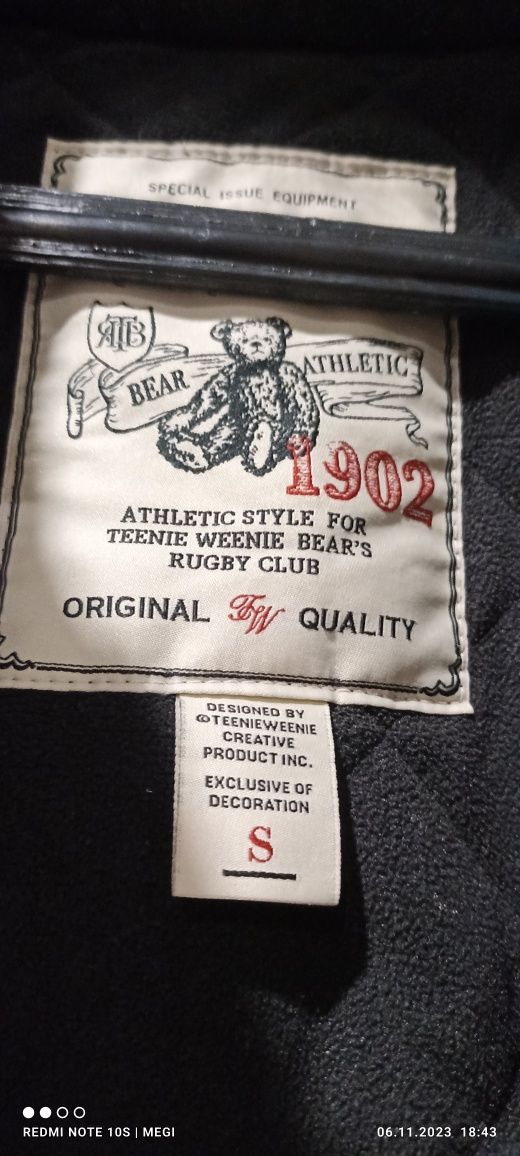 SPECIAL ISSUE EQUIPMENT
RTB
BEAR
ATHLETIC
1902
ATHLETIC STYLE FOR
TEENIE WEENIE BEAR'S
RUGBY CLUB
ORIGINAL TW QUALITY
DESIGNED BY
©TEENIEWEENIE
CREATIVE
PRODUCT INC.
EXCLUSIVE OF
DECORATION
S
REDMI NOTE 10S | MEGI
06.11.2023 18:43